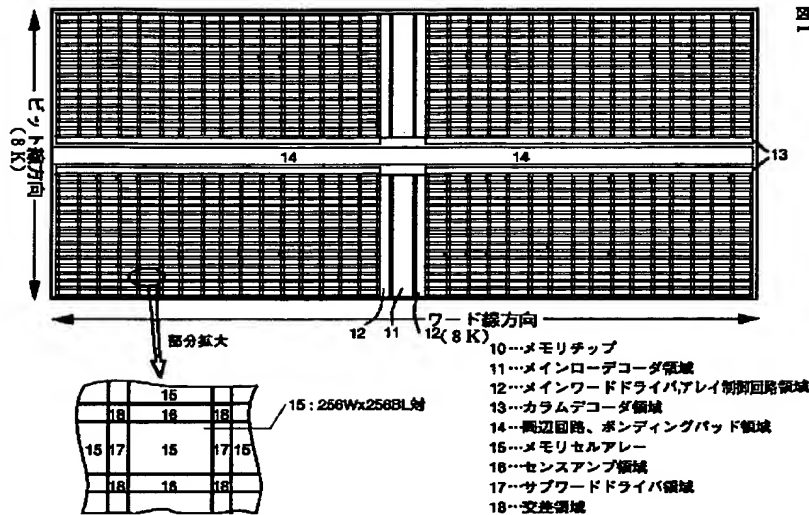 図1
ビット線方向
(8K)
14 14
13
12 11 12
ワード線方向
(8K)
部分拡大
15
18 16 18
15 17 15 17 15
18 16 18
15:256Wx256BL対
10…メモリチップ
11…メインローデコーダ領域
12…メインワードドライバ,アレイ制御回路領域
13…カラムデコーダ領域
14…周辺回路、ボンディングパッド領域
15…メモリセルアレー
16…センスアンプ領域
17…サブワードドライバ領域
18…交差領域